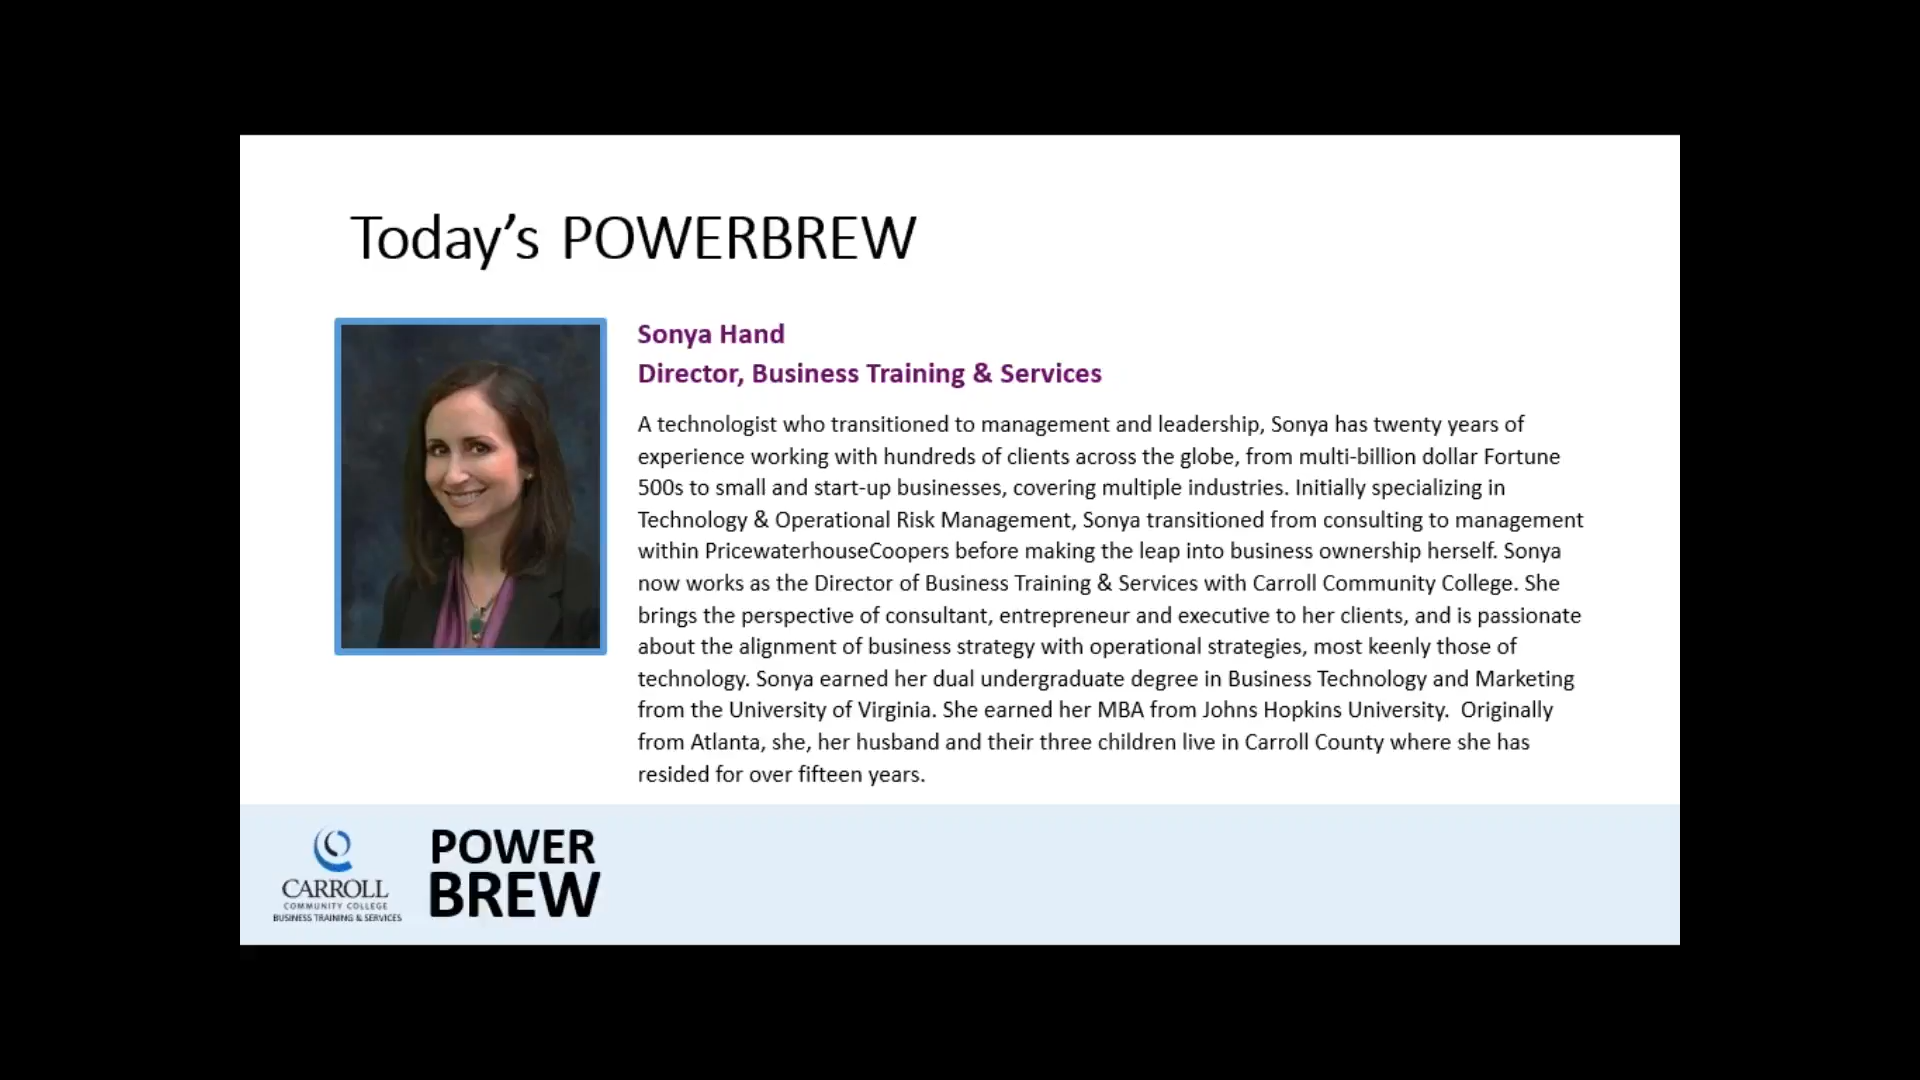 Today’s POWERBREW
Sonya Hand
Director, Business Training & Services
A technologist who transitioned to management and leadership, Sonya has twenty years of
experience working with hundreds of clients across the globe, from multi-billion dollar Fortune
500s to small and start-up businesses, covering multiple industries. Initially specializing in
Technology & Operational Risk Management, Sonya transitioned from consulting to management
within PricewaterhouseCoopers before making the leap into business ownership herself. Sonya
now works as the Director of Business Training & Services with Carroll Community College. She
brings the perspective of consultant, entrepreneur and executive to her clients, and is passionate
about the alignment of business strategy with operational strategies, most keenly those of
technology. Sonya earned her dual undergraduate degree in Business Technology and Marketing
from the University of Virginia. She earned her MBA from Johns Hopkins University.  Originally
from Atlanta, she, her husband and their three children live in Carroll County where she has
resided for over fifteen years.
CARROLL
COMMUNITY COLLEGE
BUSINESS TRAINING & SERVICES
POWER
BREW